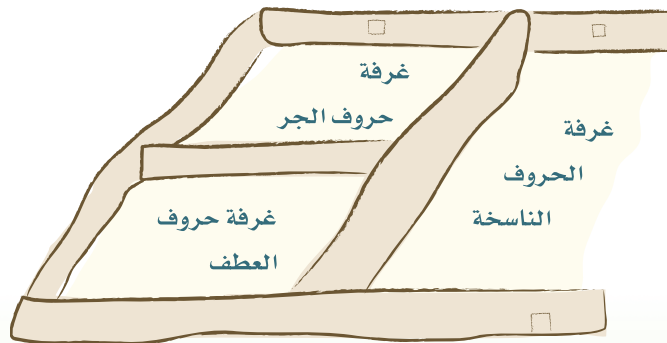 غرفة
حروف الجر
غرفة
الحروف
الناسخة
غرفة حروف
العطف